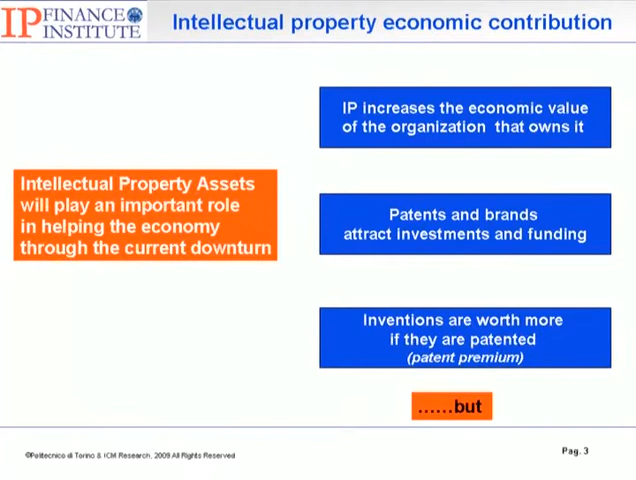 IP FINANCE
INSTITUTE
Intellectual property economic contribution
IP increases the economic value
of the organization that owns it
Intellectual Property Assets
will play an important role
in helping the economy
through the current downturn
Patents and brands
attract investments and funding
Inventions are worth more
if they are patented
(patent premium)
......but
©Politecnico di Torino & ICM Research, 2009 All Rights Reserved
Pag. 3